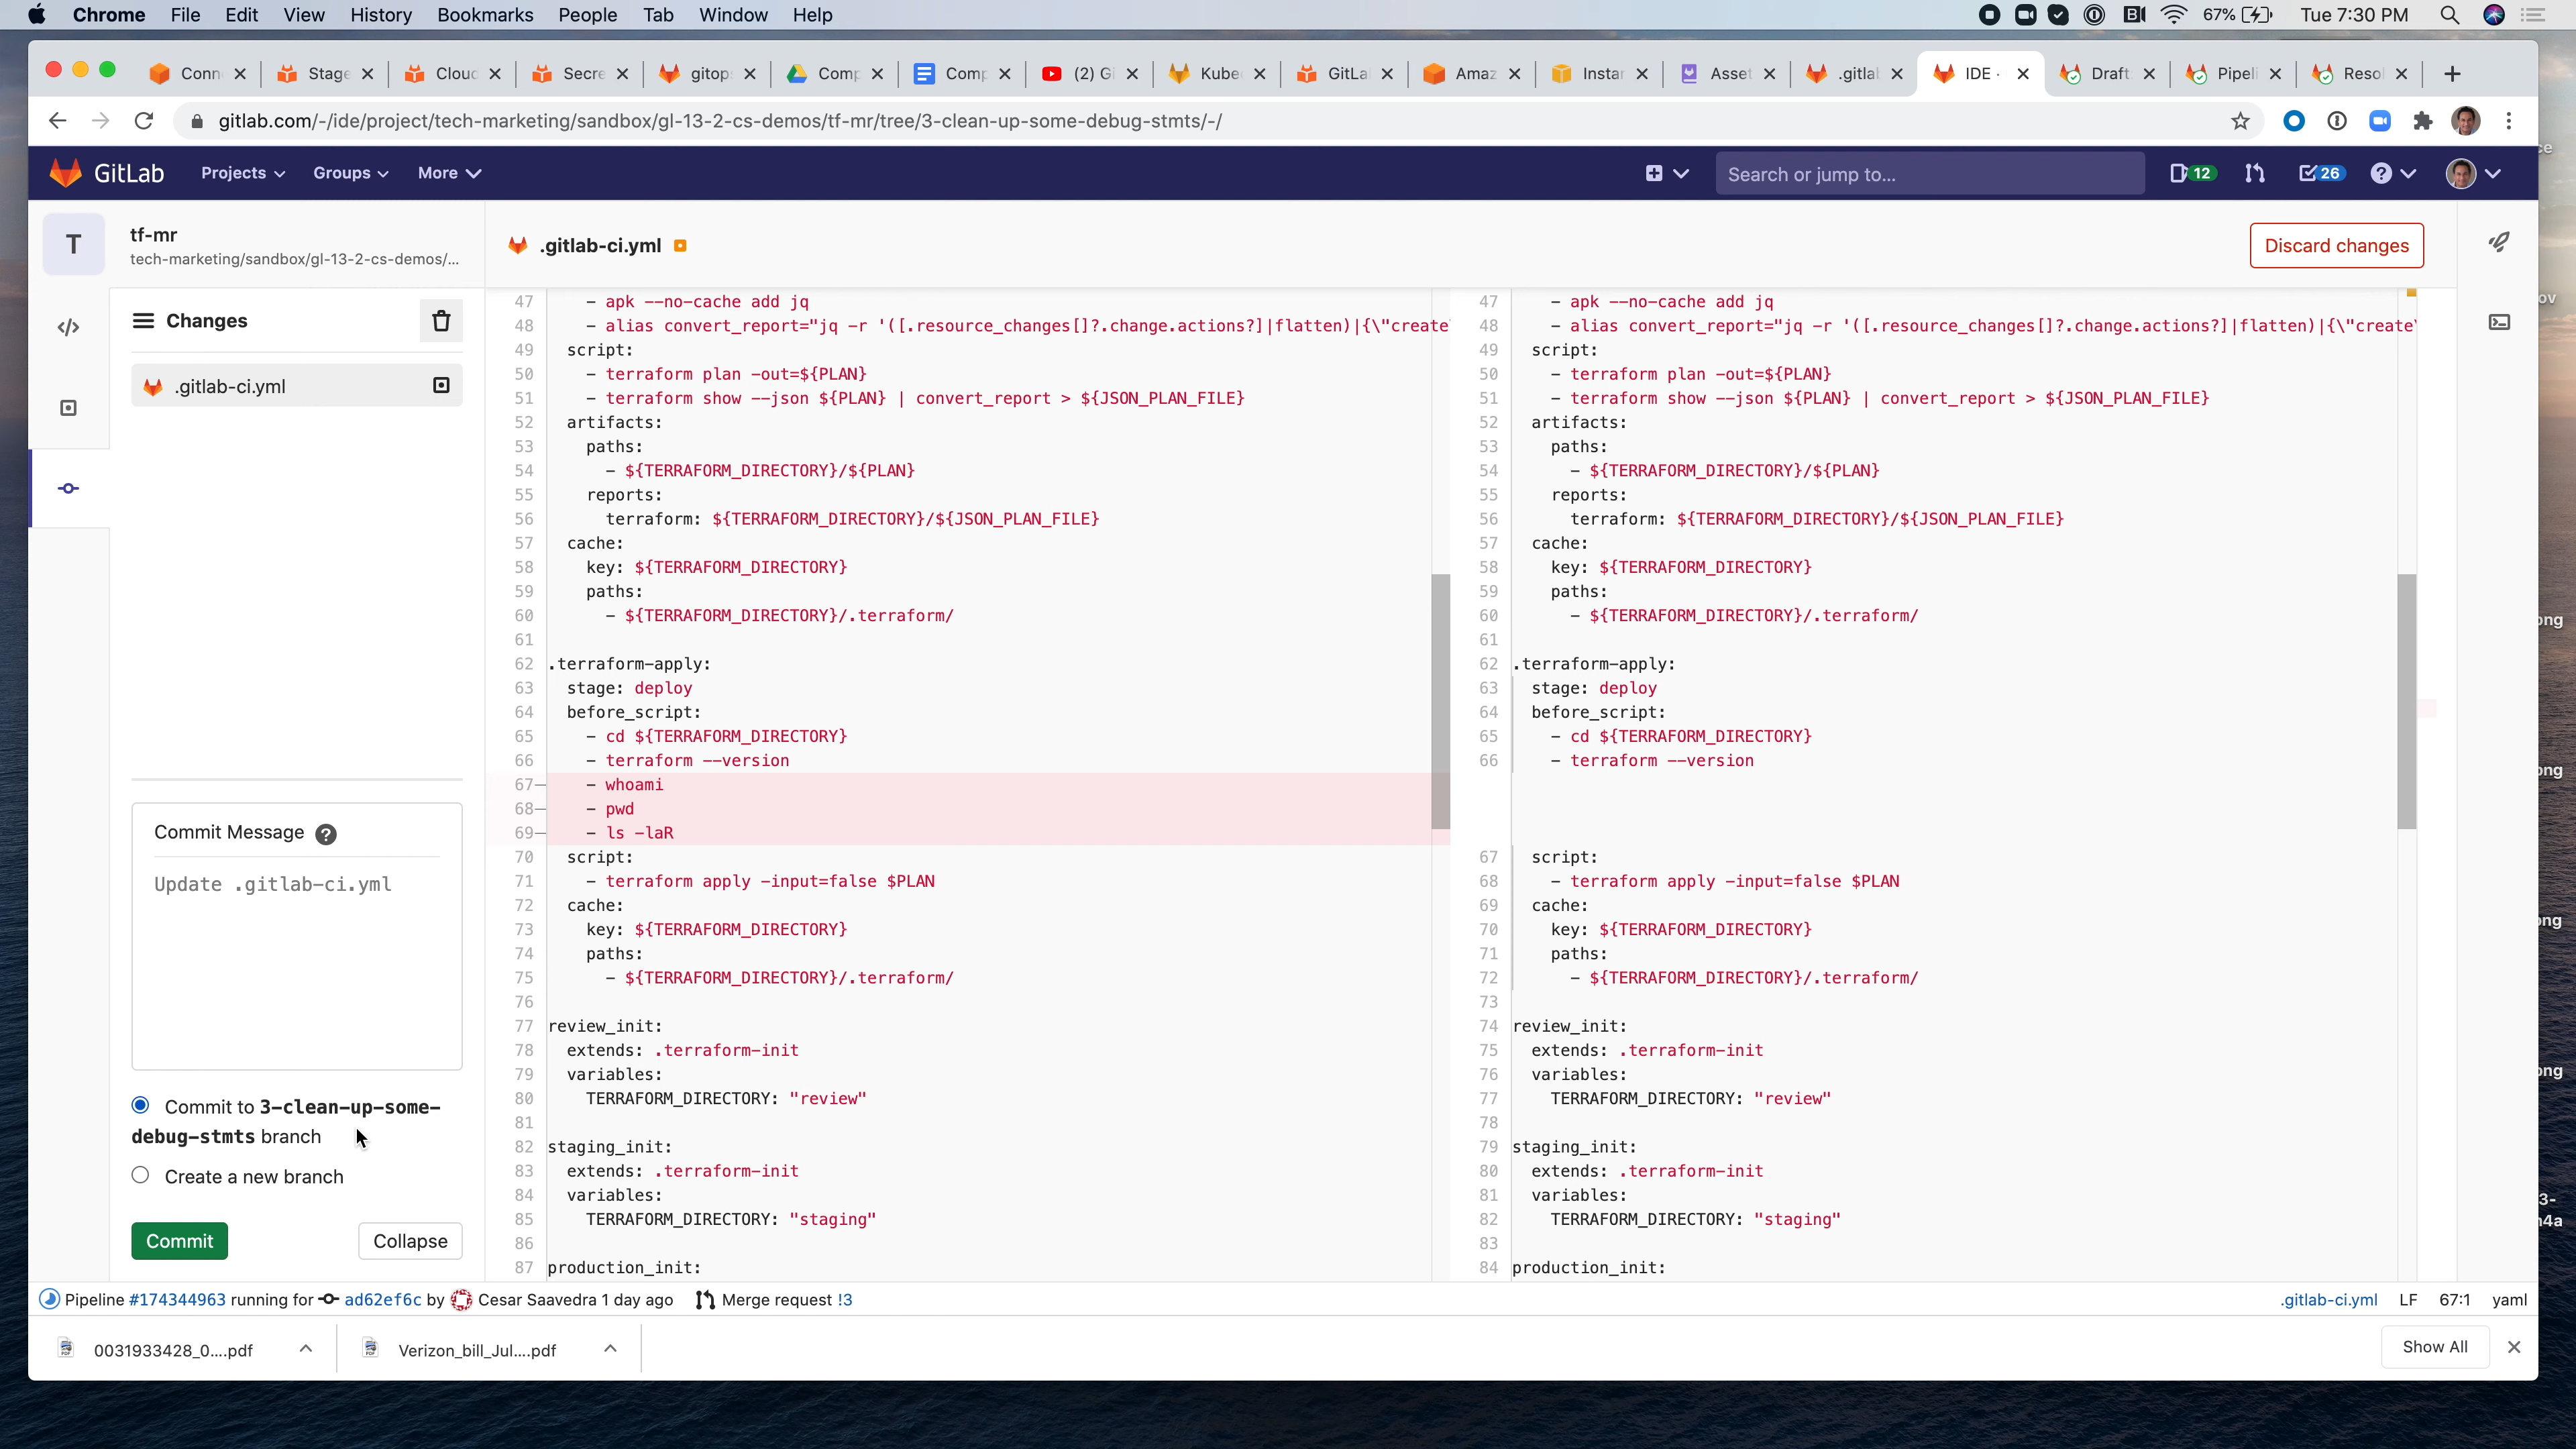 Chrome File Edit View History Bookmarks People Tab Window Help 67% Tue 7:30 PM
Conn Stage Cloud Secre gitop Comp Comp (2) Gi Kube GitLa Amaz Instan Asset .gitlal IDE · Draft: Pipeli Resol
gitlab.com/-/ide/project/tech-marketing/sandbox/gl-13-2-cs-demos/tf-mr/tree/3-clean-up-some-debug-stmts/-/
GitLab Projects Groups More Search or jump to... 12 26
T tf-mr
tech-marketing/sandbox/gl-13-2-cs-demos/...
.gitlab-ci.yml Discard changes
Changes
.gitlab-ci.yml
Commit Message
Update .gitlab-ci.yml
Commit to 3-clean-up-some-
debug-stmts branch
Create a new branch
Commit Collapse
47 - apk --no-cache add jq
48 - alias convert_report="jq -r '([.resource_changes[]?.change.actions?]|flatten)|{\"create
49 script:
50 - terraform plan -out=${PLAN}
51 - terraform show --json ${PLAN} | convert_report > ${JSON_PLAN_FILE}
52 artifacts:
53 paths:
54 - ${TERRAFORM_DIRECTORY}/${PLAN}
55 reports:
56 terraform: ${TERRAFORM_DIRECTORY}/${JSON_PLAN_FILE}
57 cache:
58 key: ${TERRAFORM_DIRECTORY}
59 paths:
60 - ${TERRAFORM_DIRECTORY}/.terraform/
61
62 .terraform-apply:
63 stage: deploy
64 before_script:
65 - cd ${TERRAFORM_DIRECTORY}
66 - terraform --version
67- - whoami
68- - pwd
69- - ls -laR
70 script:
71 - terraform apply -input=false $PLAN
72 cache:
73 key: ${TERRAFORM_DIRECTORY}
74 paths:
75 - ${TERRAFORM_DIRECTORY}/.terraform/
76
77 review_init:
78 extends: .terraform-init
79 variables:
80 TERRAFORM_DIRECTORY: "review"
81
82 staging_init:
83 extends: .terraform-init
84 variables:
85 TERRAFORM_DIRECTORY: "staging"
86
87 production_init:
47 - apk --no-cache add jq
48 - alias convert_report="jq -r '([.resource_changes[]?.change.actions?]|flatten)|{\"create\
49 script:
50 - terraform plan -out=${PLAN}
51 - terraform show --json ${PLAN} | convert_report > ${JSON_PLAN_FILE}
52 artifacts:
53 paths:
54 - ${TERRAFORM_DIRECTORY}/${PLAN}
55 reports:
56 terraform: ${TERRAFORM_DIRECTORY}/${JSON_PLAN_FILE}
57 cache:
58 key: ${TERRAFORM_DIRECTORY}
59 paths:
60 - ${TERRAFORM_DIRECTORY}/.terraform/
61
62 .terraform-apply:
63 stage: deploy
64 before_script:
65 - cd ${TERRAFORM_DIRECTORY}
66 - terraform --version
67 script:
68 - terraform apply -input=false $PLAN
69 cache:
70 key: ${TERRAFORM_DIRECTORY}
71 paths:
72 - ${TERRAFORM_DIRECTORY}/.terraform/
73
74 review_init:
75 extends: .terraform-init
76 variables:
77 TERRAFORM_DIRECTORY: "review"
78
79 staging_init:
80 extends: .terraform-init
81 variables:
82 TERRAFORM_DIRECTORY: "staging"
83
84 production_init:
Pipeline #174344963 running for ad62ef6c by Cesar Saavedra 1 day ago Merge request !3 .gitlab-ci.yml LF 67:1 yaml
0031933428_0....pdf Verizon_bill_Jul....pdf Show All